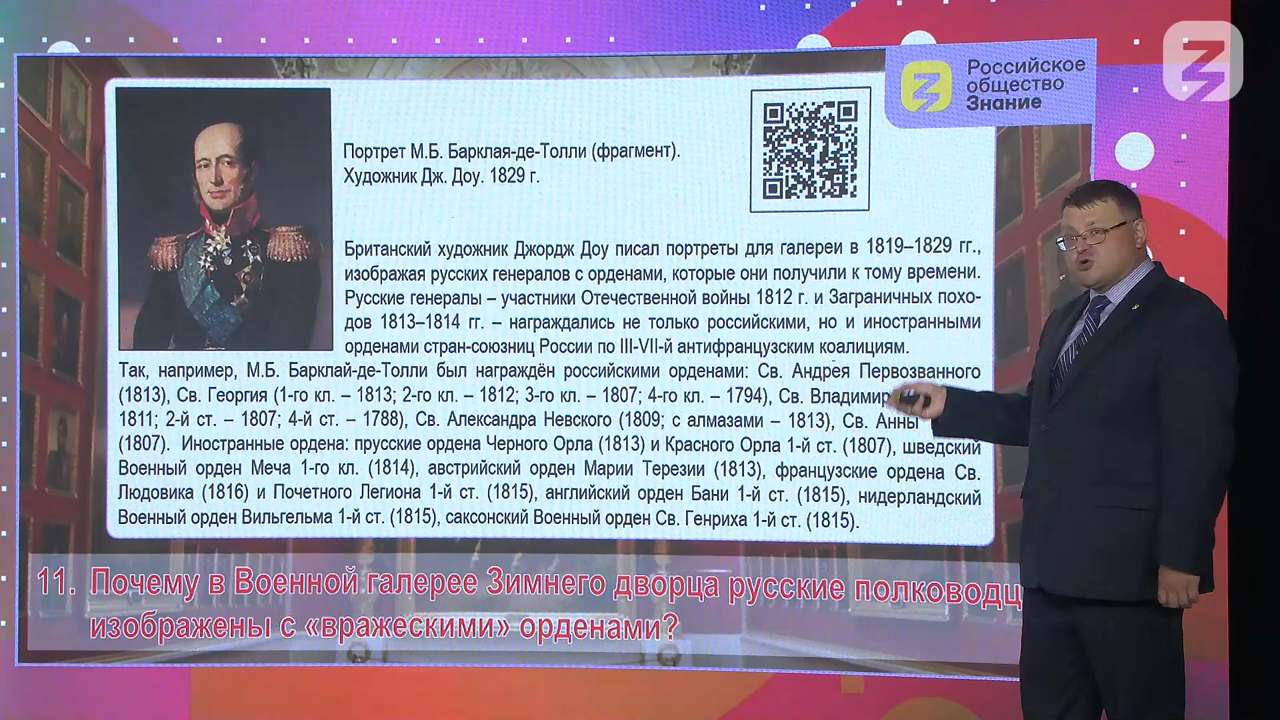 Российское
общество
Знание
Портрет М.Б. Барклая-де-Толли (фрагмент).
Художник Дж. Доу. 1829 г.
Британский художник Джордж Доу писал портреты для галереи в 1819–1829 гг.,
изображая русских генералов с орденами, которые они получили к тому времени.
Русские генералы – участники Отечественной войны 1812 г. и Заграничных похо-
дов 1813–1814 гг. – награждались не только российскими, но и иностранными
орденами стран-союзниц России по III-VII-й антифранцузским коалициям.
Так, например, М.Б. Барклай-де-Толли был награждён российскими орденами: Св. Андрея Первозванного
(1813), Св. Георгия (1-го кл. – 1813; 2-го кл. – 1812; 3-го кл. – 1807; 4-го кл. – 1794), Св. Владимир
1811; 2-й ст. – 1807; 4-й ст. – 1788), Св. Александра Невского (1809; с алмазами – 1813), Св. Анны
(1807). Иностранные ордена: прусские ордена Черного Орла (1813) и Красного Орла 1-й ст. (1807), шведский
Военный орден Меча 1-го кл. (1814), австрийский орден Марии Терезии (1813), французские ордена Св.
Людовика (1816) и Почетного Легиона 1-й ст. (1815), английский орден Бани 1-й ст. (1815), нидерландский
Военный орден Вильгельма 1-й ст. (1815), саксонский Военный орден Св. Генриха 1-й ст. (1815).
11. Почему в Военной галерее Зимнего дворца русские полководц
изображены с «вражескими» орденами?